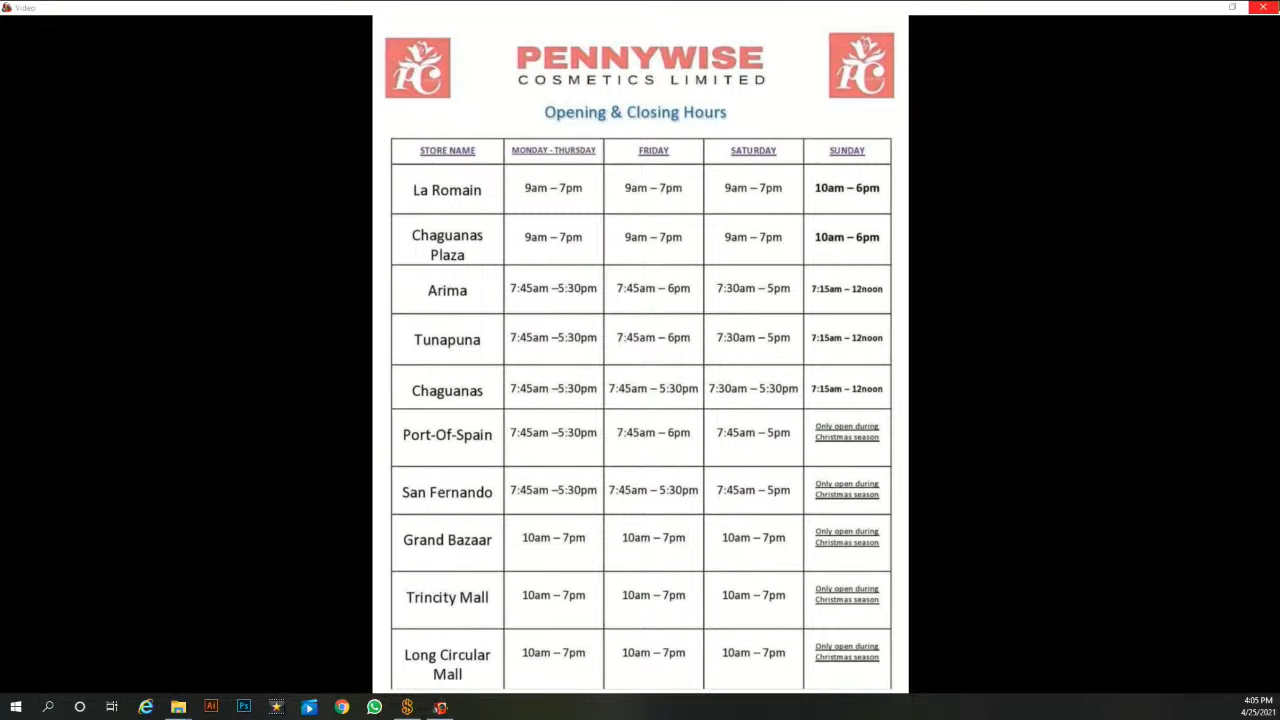 Video
PENNYWISE
COSMETICS LIMITED
PC
PC
Opening & Closing Hours
STORE NAME MONDAY - THURSDAY FRIDAY SATURDAY SUNDAY
La Romain 9am – 7pm 9am – 7pm 9am – 7pm 10am – 6pm
Chaguanas Plaza 9am – 7pm 9am – 7pm 9am – 7pm 10am – 6pm
Arima 7:45am –5:30pm 7:45am – 6pm 7:30am – 5pm 7:15am – 12noon
Tunapuna 7:45am –5:30pm 7:45am – 6pm 7:30am – 5pm 7:15am – 12noon
Chaguanas 7:45am –5:30pm 7:45am – 5:30pm 7:30am – 5:30pm 7:15am – 12noon
Port-Of-Spain 7:45am –5:30pm 7:45am – 6pm 7:45am – 5pm Only open during Christmas season
San Fernando 7:45am –5:30pm 7:45am – 5:30pm 7:45am – 5pm Only open during Christmas season
Grand Bazaar 10am – 7pm 10am – 7pm 10am – 7pm Only open during Christmas season
Trincity Mall 10am – 7pm 10am – 7pm 10am – 7pm Only open during Christmas season
Long Circular Mall 10am – 7pm 10am – 7pm 10am – 7pm Only open during Christmas season
Ai Ps
4:05 PM
4/25/2021